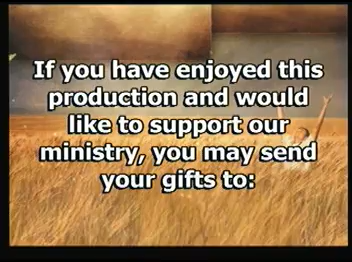 If you have enjoyed this
production and would
like to support our
ministry, you may send
your gifts to: